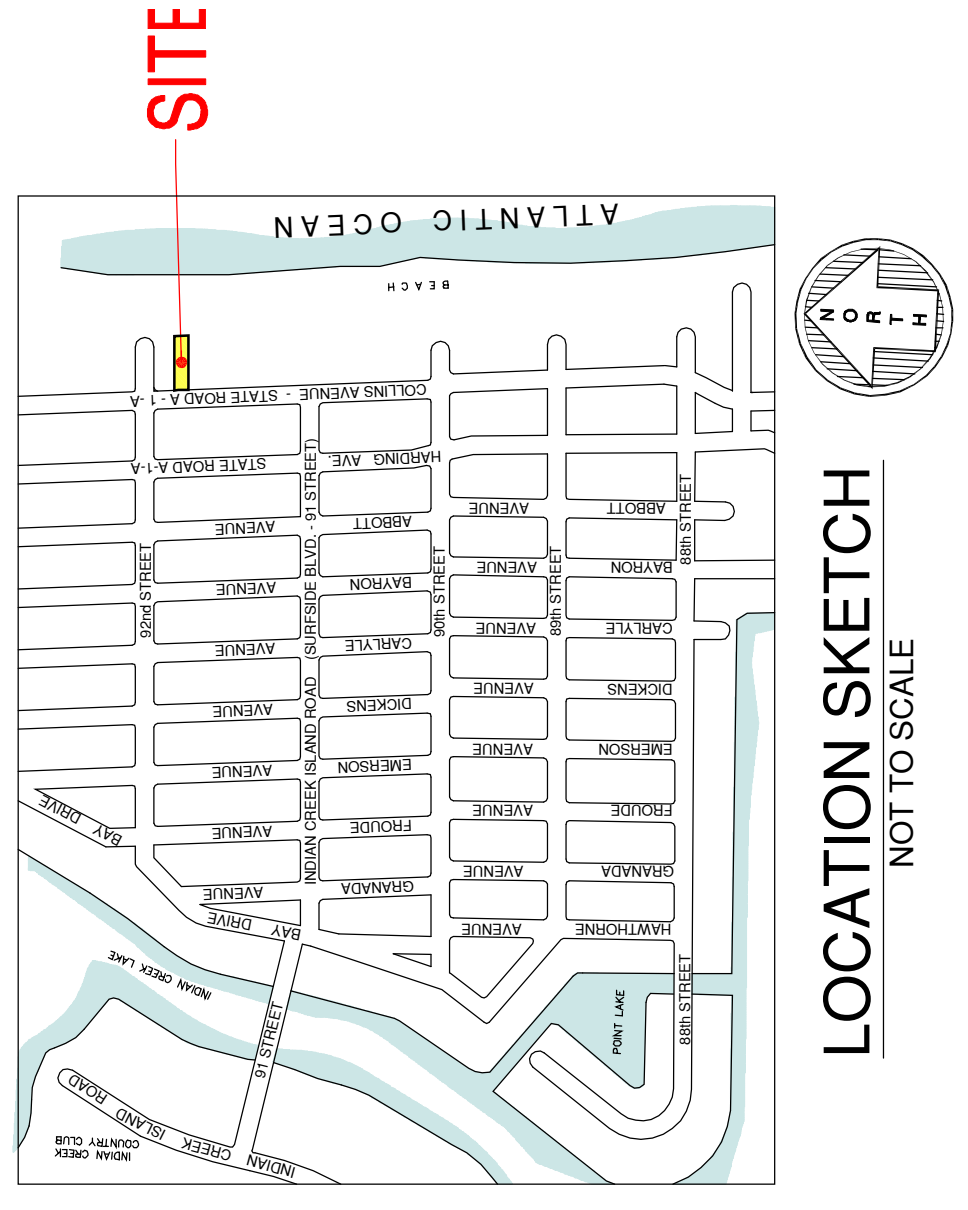 SITE
ATLANTIC OCEAN
BEACH
NORTH
COLLINS AVENUE - STATE ROAD A-1-A
HARDING AVE.
STATE ROAD A-1-A
ABBOTT AVENUE
ABBOTT AVENUE
BAYRON AVENUE
BAYRON AVENUE
CARLYLE AVENUE
CARLYLE AVENUE
DICKENS AVENUE
DICKENS AVENUE
EMERSON AVENUE
EMERSON AVENUE
FROUDE AVENUE
FROUDE AVENUE
GRANADA AVENUE
GRANADA AVENUE
HAWTHORNE AVENUE
92nd STREET
INDIAN CREEK ISLAND ROAD (SURFSIDE BLVD. - 91 STREET)
90th STREET
89th STREET
88th STREET
88th STREET
BAY DRIVE
BAY DRIVE
INDIAN CREEK LAKE
91 STREET
POINT LAKE
INDIAN CREEK ISLAND ROAD
INDIAN CREEK
COUNTRY CLUB
LOCATION SKETCH
NOT TO SCALE